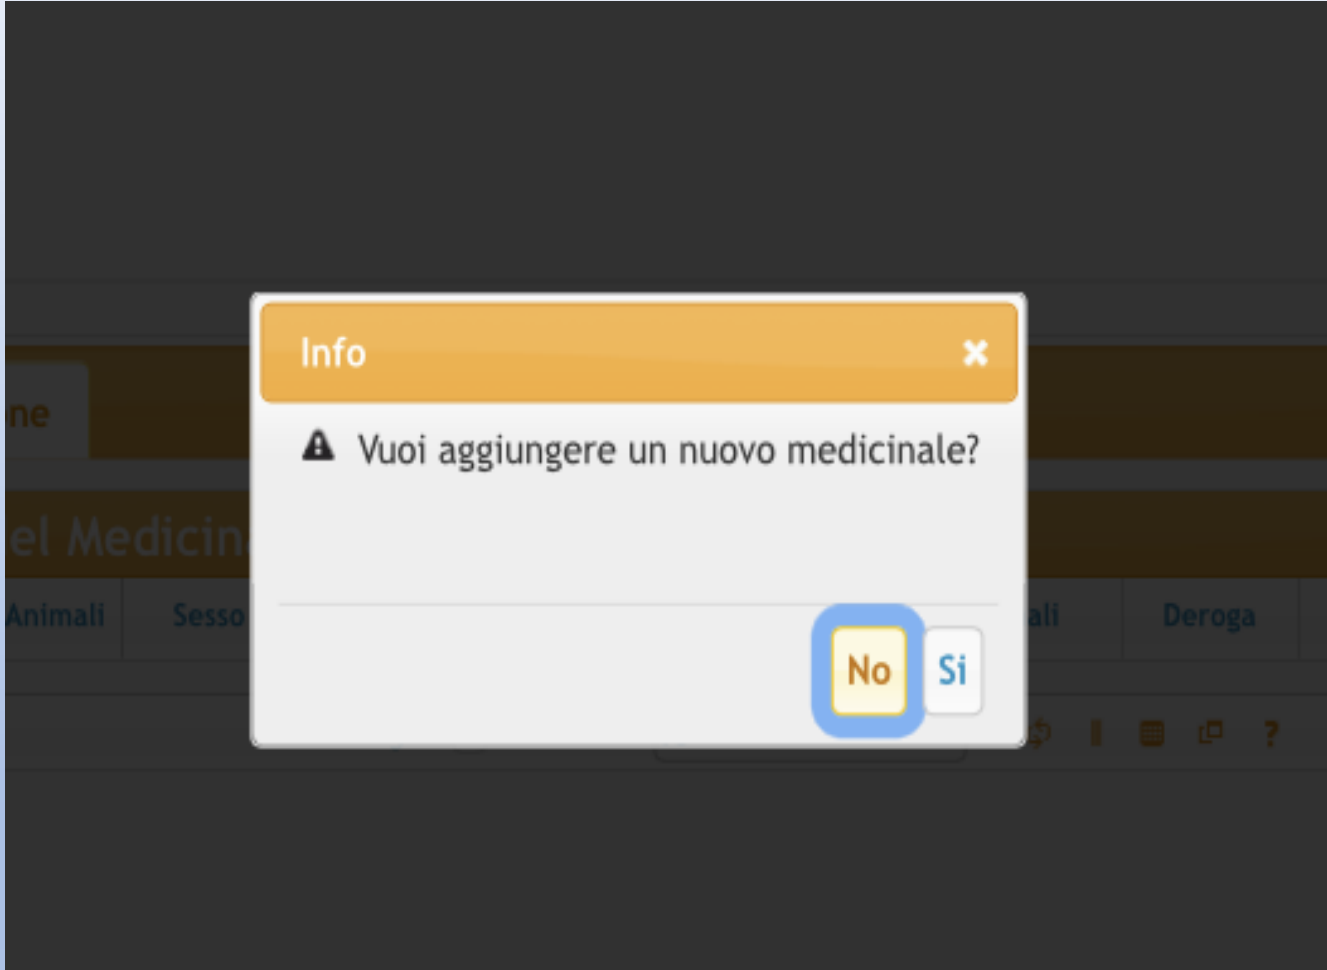 Info
ne
Vuoi aggiungere un nuovo medicinale?
el Medicin
Animali Sesso ali Deroga
No Si
?